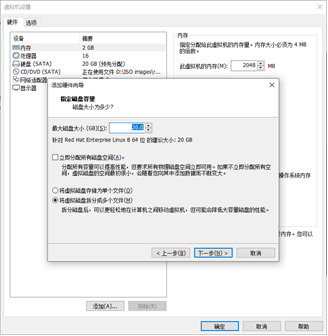 虚拟机设置
硬件 选项
设备 摘要
内存 2 GB
处理器 16
硬盘 (SATA) 20 GB (持久分配)
CD/DVD (SATA) 正在使用文件 D:\ISO images\r...
网络适配器
显示器
内存
指定分配给此虚拟机的内存量。内存大小必须为 4 MB
的倍数。
此虚拟机的内存(M): 2048 MB
添加硬件向导
指定磁盘容量
磁盘大小为多少?
最大磁盘大小 (GB)(S): 20.0
针对 Red Hat Enterprise Linux 8 64 位 的建议大小: 20 GB
立即分配所有磁盘空间(A)。
分配所有容量可以提高性能，但要求所有物理磁盘空间立即可用。如果不立即分配所有空
间，虚拟磁盘的空间最初很小，会随着您向其中添加数据而不断变大。
将虚拟磁盘存储为单个文件(O)
将虚拟磁盘拆分成多个文件(M)
拆分磁盘后，可以更轻松地在计算机之间移动虚拟机，但可能会降低大容量磁盘的性能。
< 上一步(B) 下一步(N) > 取消
添加(A)... 移除(R)
确定 取消 帮助